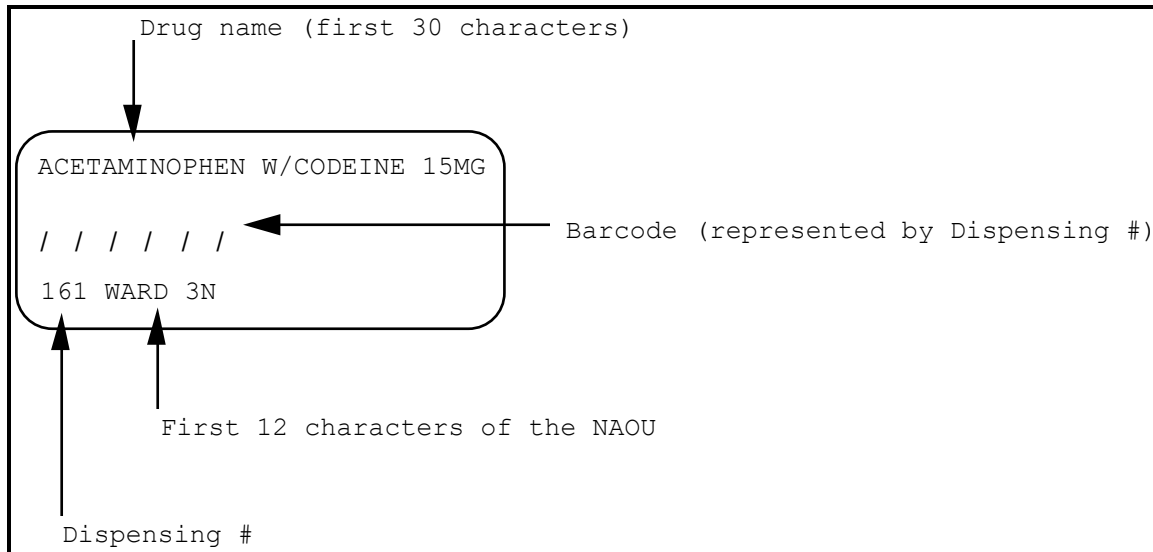 Drug name (first 30 characters)
ACETAMINOPHEN W/CODEINE 15MG
/ / / / / /
Barcode (represented by Dispensing #)
161 WARD 3N
First 12 characters of the NAOU
Dispensing #